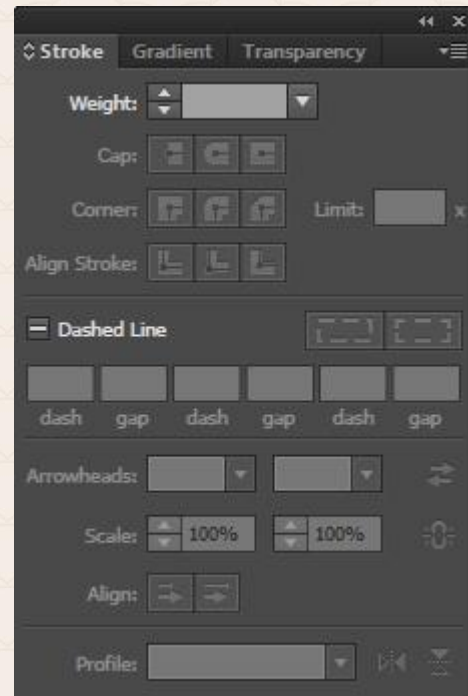 Stroke Gradient Transparency
Weight:
Cap:
Corner: Limit: x
Align Stroke:
Dashed Line
dash gap dash gap dash gap
Arrowheads:
Scale: 100% 100%
Align:
Profile: